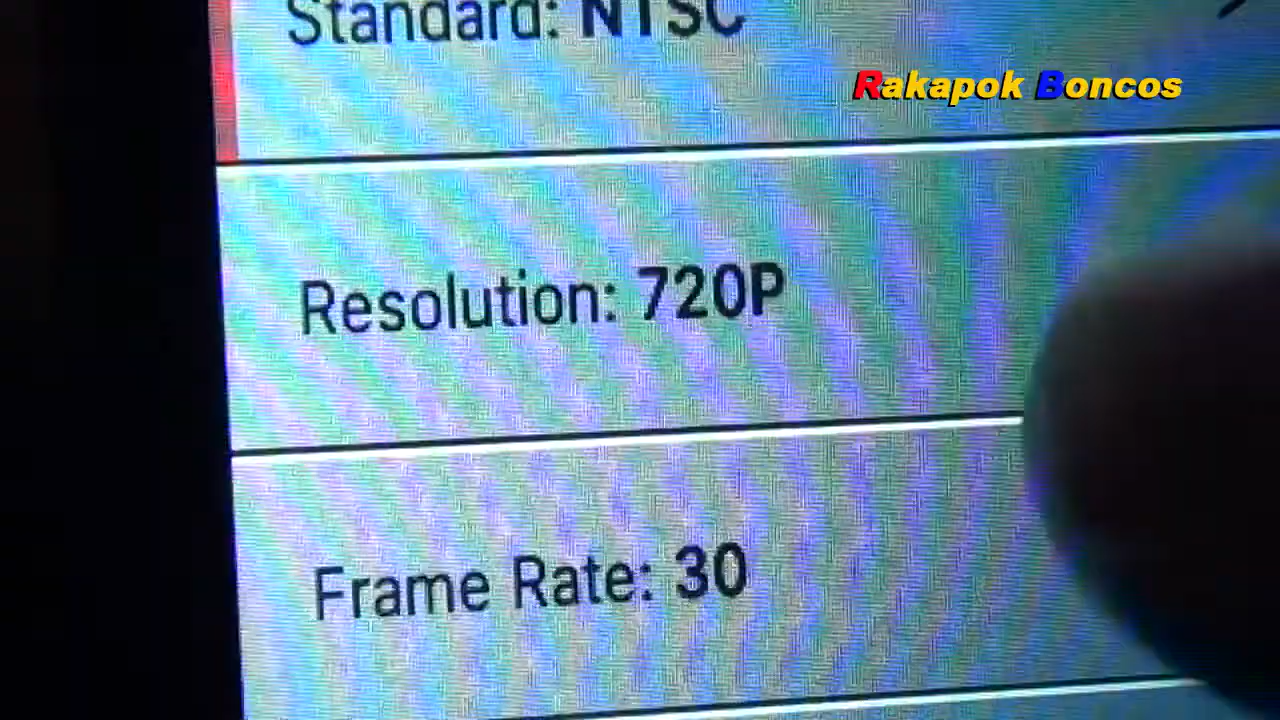 Standard: NTSC
Rakapok Boncos
Resolution: 720P
Frame Rate: 30